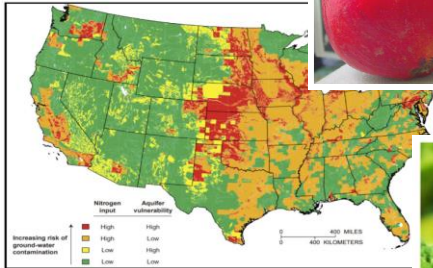 Nitrogen input
Aquifer vulnerability
Increasing risk of ground-water contamination
High High
High Low
Low High
Low Low
0 400 MILES
0 400 KILOMETERS